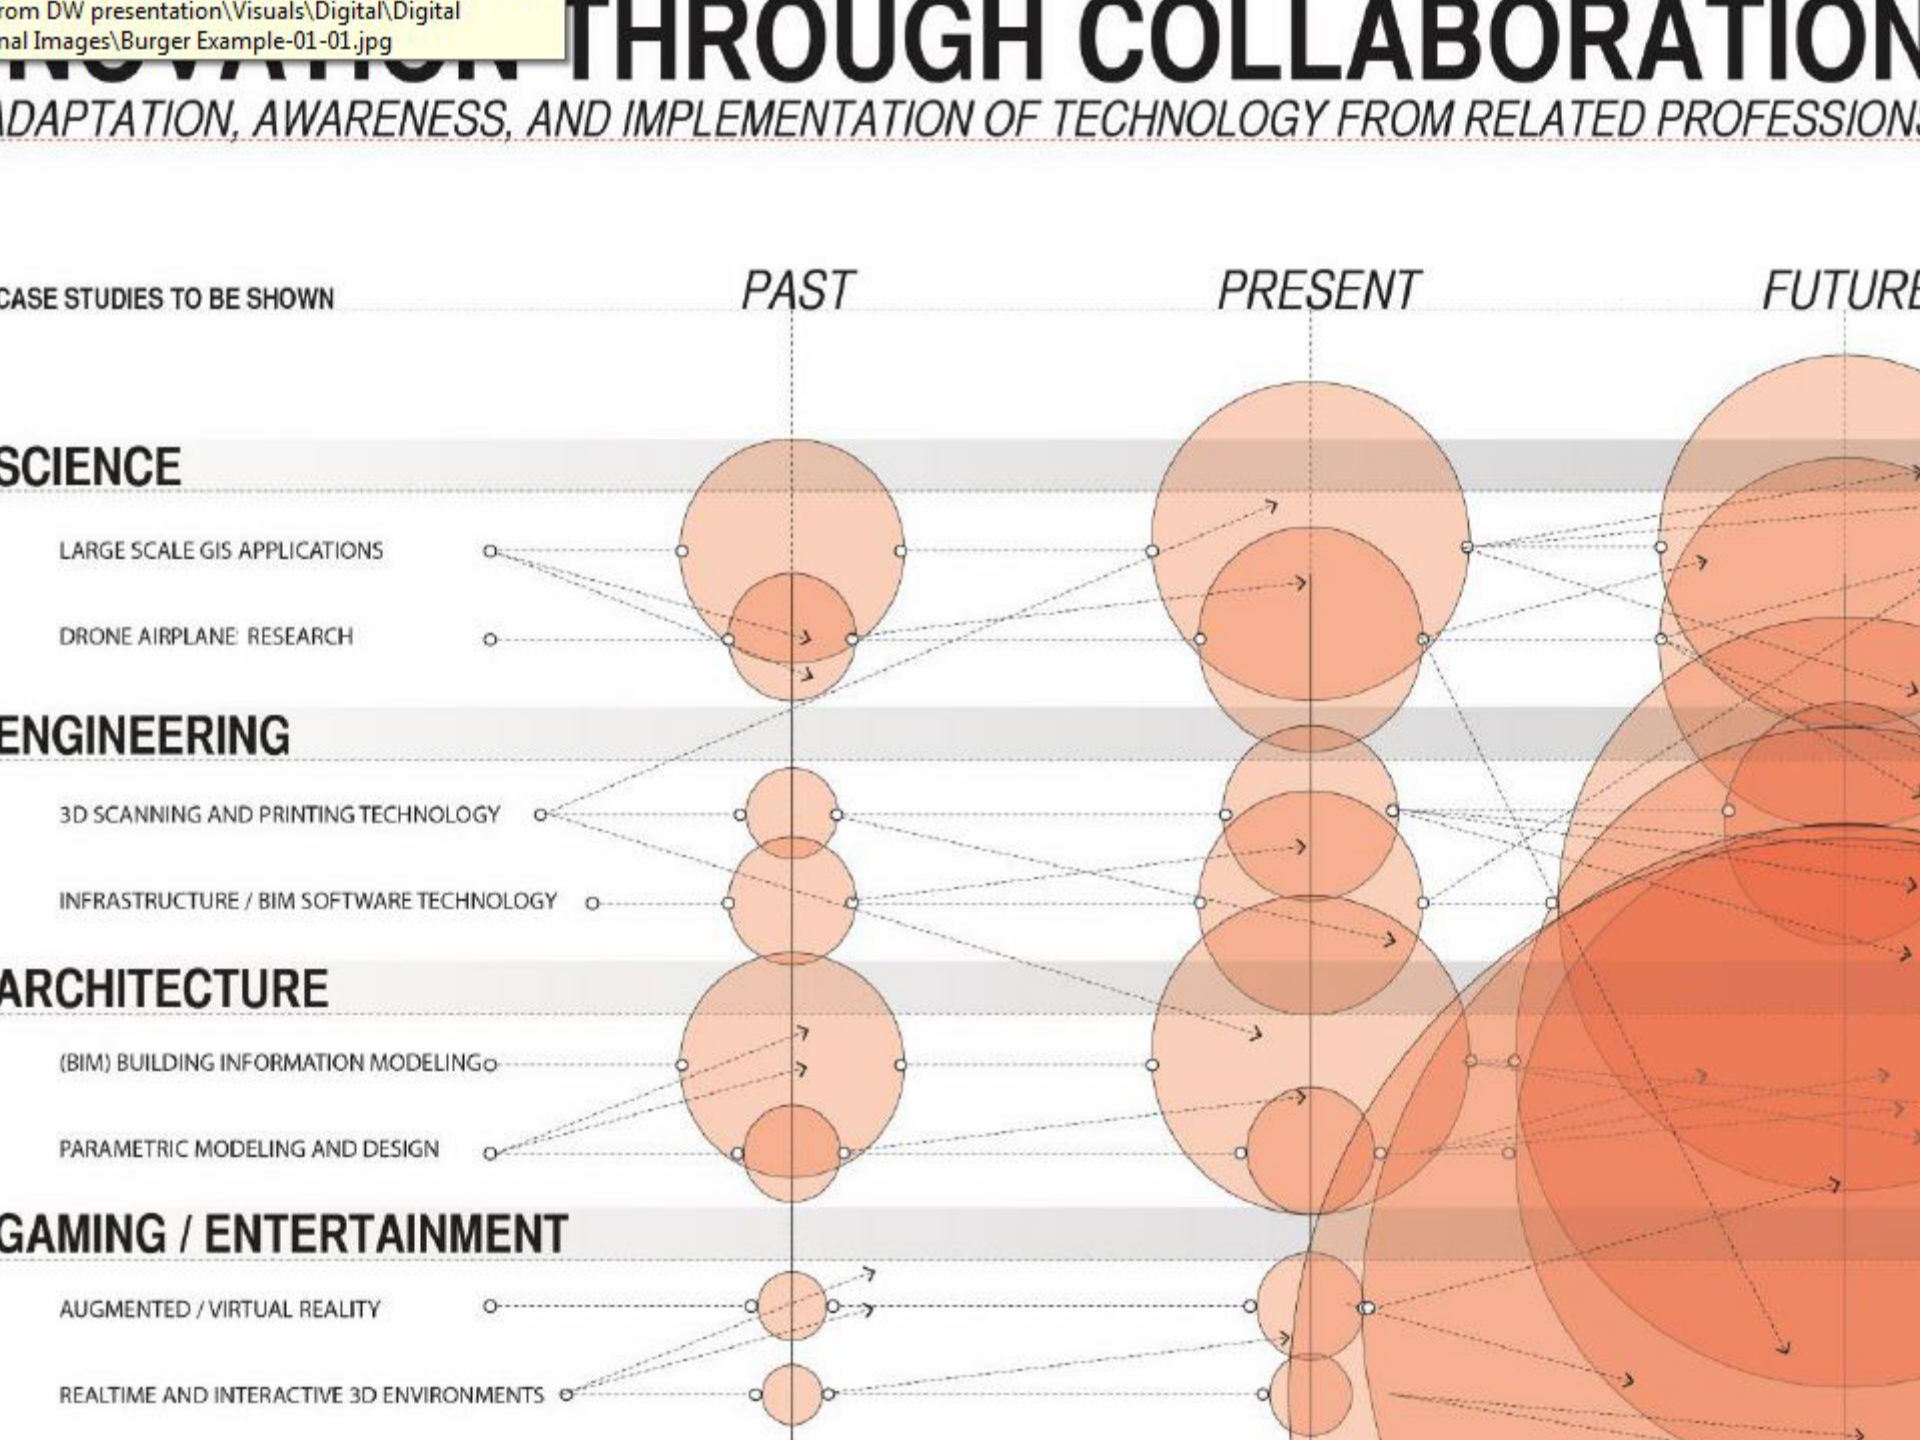 rom DW presentation\Visuals\Digital\Digital
nal Images\Burger Example-01-01.jpg
NOVATION THROUGH COLLABORATION
ADAPTATION, AWARENESS, AND IMPLEMENTATION OF TECHNOLOGY FROM RELATED PROFESSIONS
CASE STUDIES TO BE SHOWN
PAST
PRESENT
FUTURE
SCIENCE
LARGE SCALE GIS APPLICATIONS
DRONE AIRPLANE RESEARCH
ENGINEERING
3D SCANNING AND PRINTING TECHNOLOGY
INFRASTRUCTURE / BIM SOFTWARE TECHNOLOGY
ARCHITECTURE
(BIM) BUILDING INFORMATION MODELING
PARAMETRIC MODELING AND DESIGN
GAMING / ENTERTAINMENT
AUGMENTED / VIRTUAL REALITY
REALTIME AND INTERACTIVE 3D ENVIRONMENTS